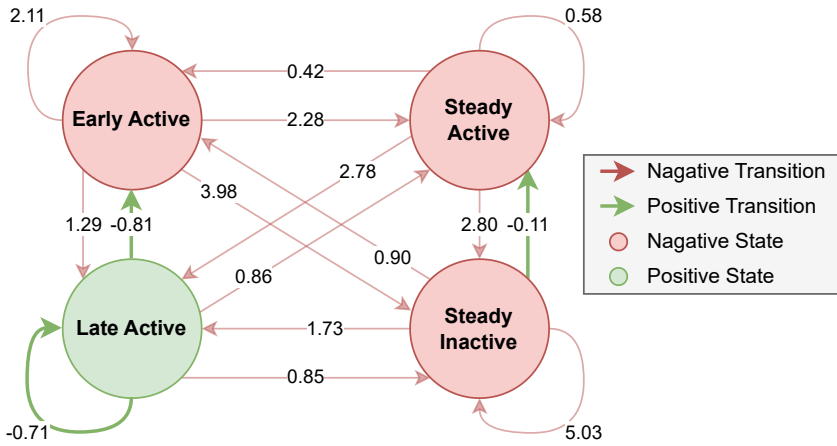 2.11
0.58
0.42
Early Active
2.28
Steady
Active
2.78
3.98
1.29
-0.81
2.80
-0.11
0.90
0.86
Late Active
1.73
Steady
Inactive
0.85
-0.71
5.03
Nagative Transition
Positive Transition
Nagative State
Positive State